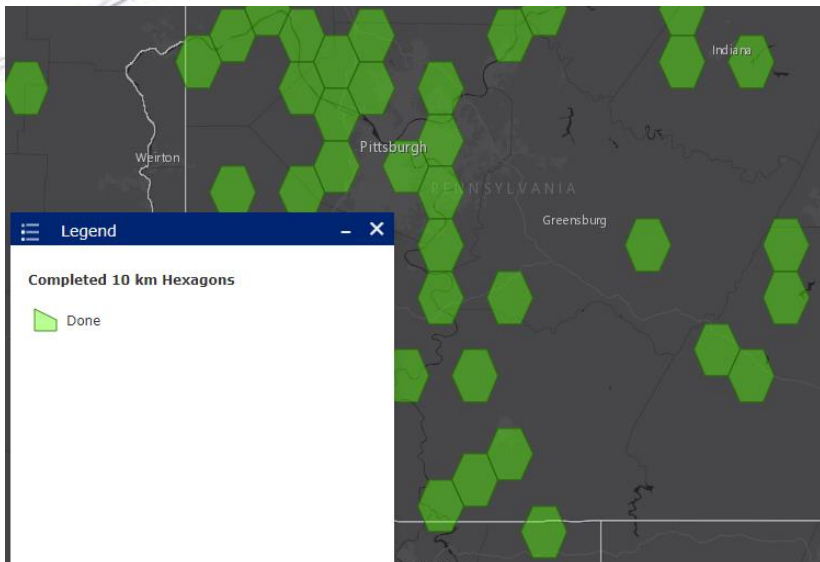 Indiana
Weirton
Pittsburgh
PENNSYLVANIA
Greensburg
Legend
Completed 10 km Hexagons
Done